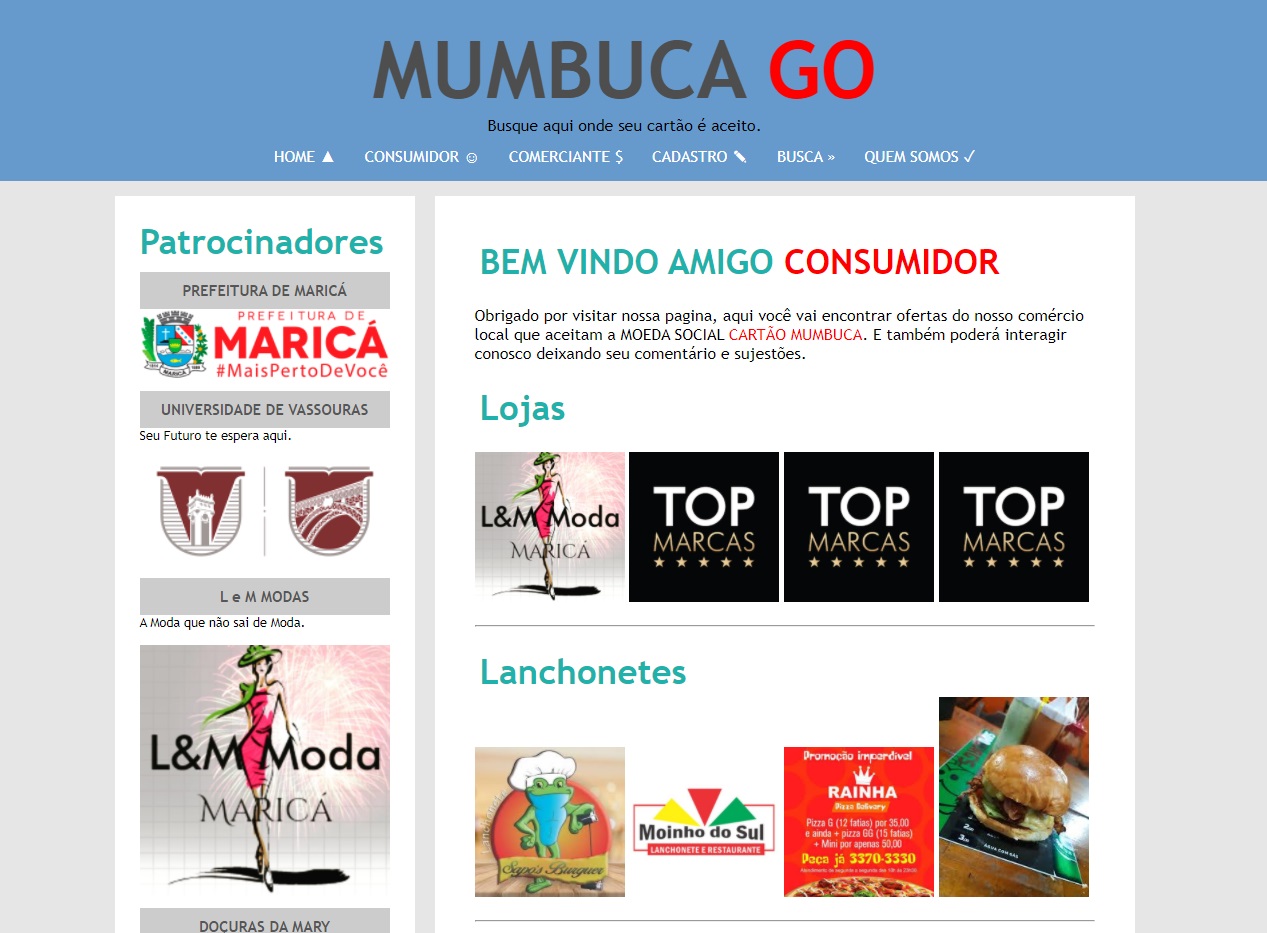 MUMBUCA GO
Busque aqui onde seu cartão é aceito.
HOME ▲ CONSUMIDOR ☺ COMERCIANTE $ CADASTRO ✎ BUSCA » QUEM SOMOS ✓
Patrocinadores
PREFEITURA DE MARICÁ
PREFEITURA DE
MARICÁ
#MaisPertoDeVocê
MARICÁ
UNIVERSIDADE DE VASSOURAS
Seu Futuro te espera aqui.
L e M MODAS
A Moda que não sai de Moda.
L&M Moda
MARICÁ
DOÇURAS DA MARY
BEM VINDO AMIGO CONSUMIDOR
Obrigado por visitar nossa pagina, aqui você vai encontrar ofertas do nosso comércio
local que aceitam a MOEDA SOCIAL CARTÃO MUMBUCA. E também poderá interagir
conosco deixando seu comentário e sujestões.
Lojas
L&M Moda
MARICÁ
TOP
MARCAS
TOP
MARCAS
TOP
MARCAS
Lanchonetes
Sapo's Burguer
Moinho do Sul
LANCHONETE E RESTAURANTE
Promoção imperdível
RAINHA
Pizza Delivery
Pizza G (12 fatias) por 35,00
e ainda + pizza GG (15 fatias)
+ Mini por apenas 50,00
Peça já 3370-3330